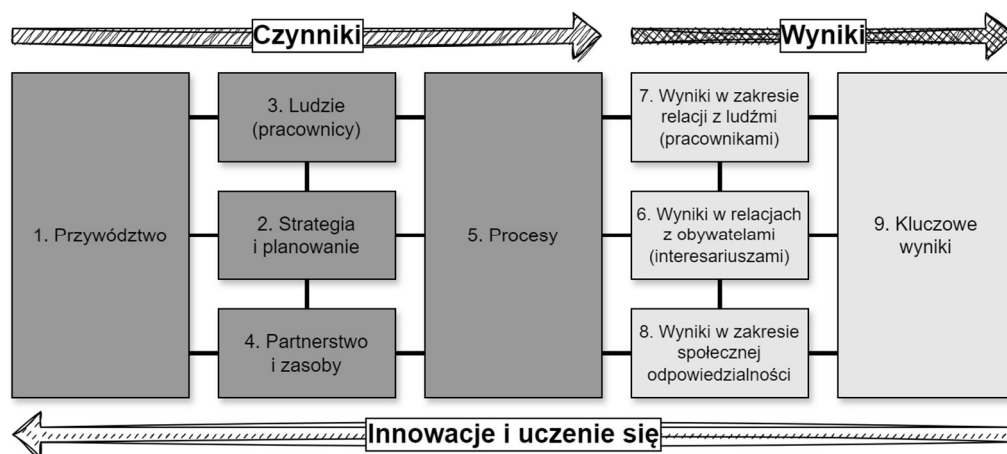 Czynniki
Wyniki
1. Przywództwo
3. Ludzie
(pracownicy)
2. Strategia
i planowanie
4. Partnerstwo
i zasoby
5. Procesy
7. Wyniki w zakresie
relacji z ludźmi
(pracownikami)
6. Wyniki w relacjach
z obywatelami
(interesariuszami)
8. Wyniki w zakresie
społecznej
odpowiedzialności
9. Kluczowe
wyniki
Innowacje i uczenie się